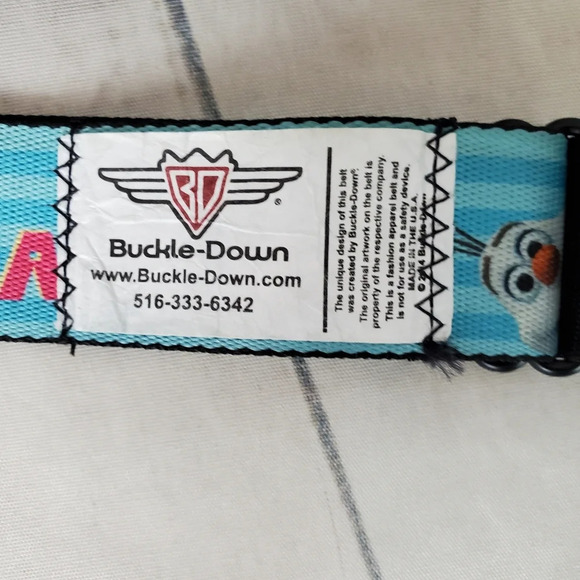 R
BD
®
Buckle-Down
www.Buckle-Down.com
516-333-6342
The unique design of this belt
was created by Buckle-Down®.
The original artwork on the belt is
property of the respective company.
This is a fashion apparel belt and
is not for use as a safety device.
MADE IN THE U.S.A.
Buckle-Down